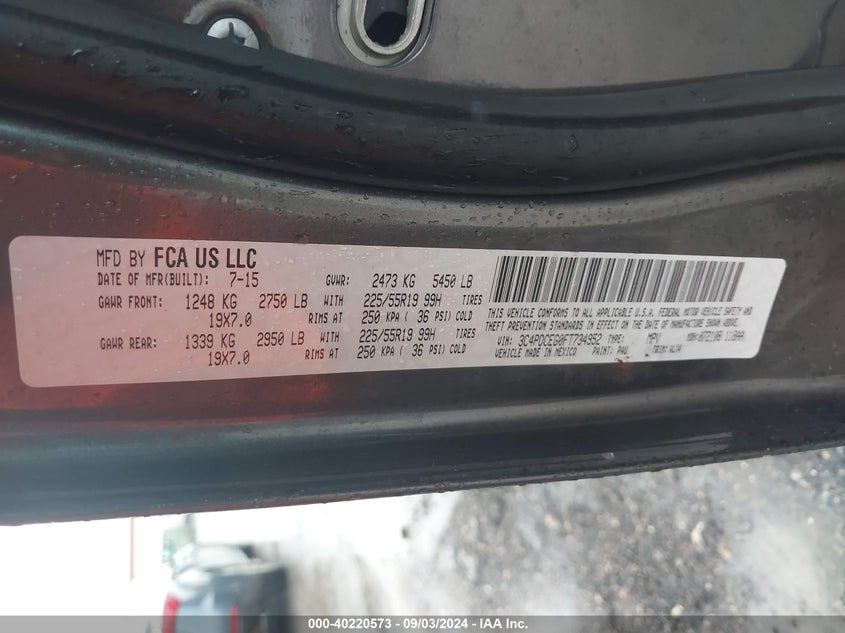 MFD BY FCA US LLC
DATE OF MFR(BUILT): 7-15 GVWR: 2473 KG 5450 LB
GAWR FRONT: 1248 KG 2750 LB WITH 225/55R19 99H TIRES
19X7.0 RIMS AT 250 KPA ( 36 PSI) COLD
GAWR REAR: 1339 KG 2950 LB WITH 225/55R19 99H TIRES
19X7.0 RIMS AT 250 KPA ( 36 PSI) COLD
THIS VEHICLE CONFORMS TO ALL APPLICABLE U.S.A. FEDERAL MOTOR VEHICLE SAFETY AND
THEFT PREVENTION STANDARDS IN EFFECT ON THE DATE OF MANUFACTURE SHOWN ABOVE.
VIN: 3C4PDCEG0FT734952 TYPE: MPV MDH:072106 118AA
VEHICLE MADE IN MEXICO PAINT: PAU TRIM:
000-40220573 - 09/03/2024 - IAA Inc.